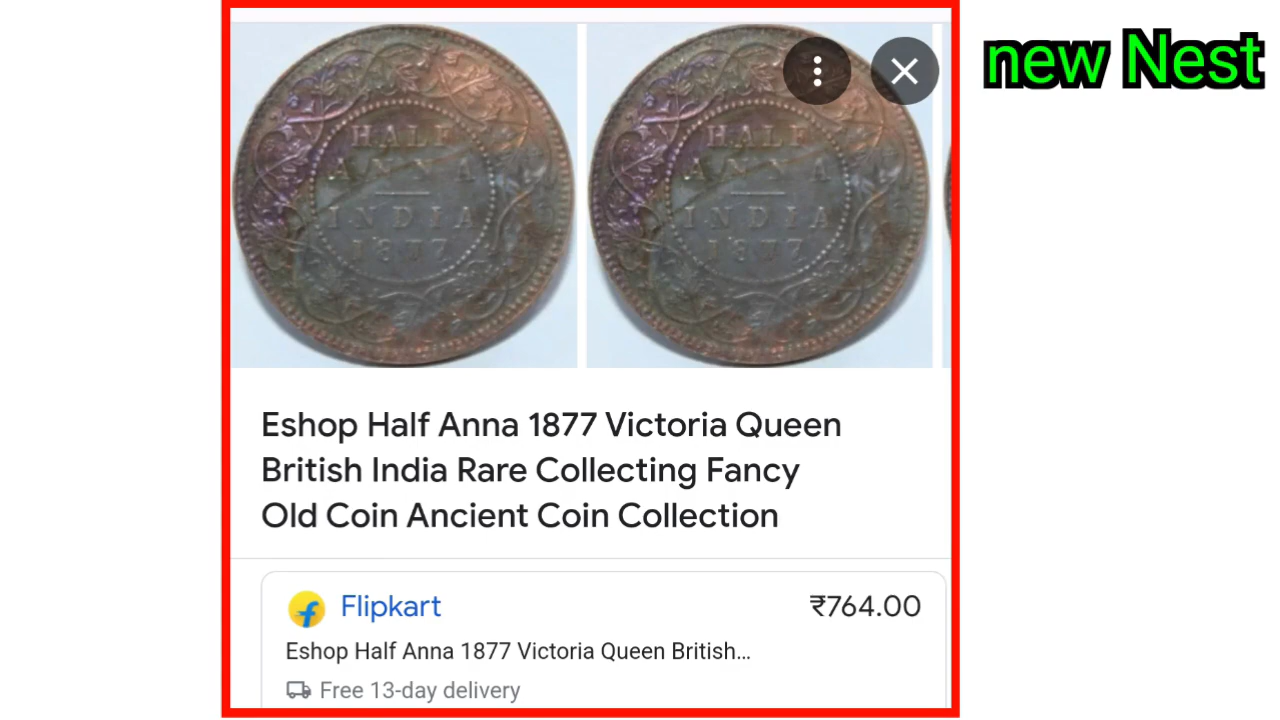 new Nest
HALF
ANNA
INDIA
1877
HALF
ANNA
INDIA
1877
Eshop Half Anna 1877 Victoria Queen
British India Rare Collecting Fancy
Old Coin Ancient Coin Collection
Flipkart
₹764.00
Eshop Half Anna 1877 Victoria Queen British...
Free 13-day delivery